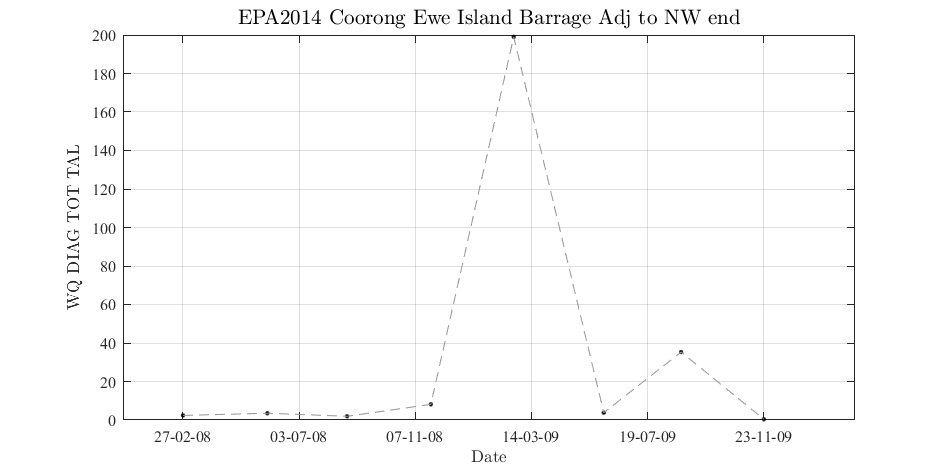 EPA2014 Coorong Ewe Island Barrage Adj to NW end
200
180
160
140
120
100
80
60
40
20
0
WQ DIAG TOT TAL
27-02-08 03-07-08 07-11-08 14-03-09 19-07-09 23-11-09
Date